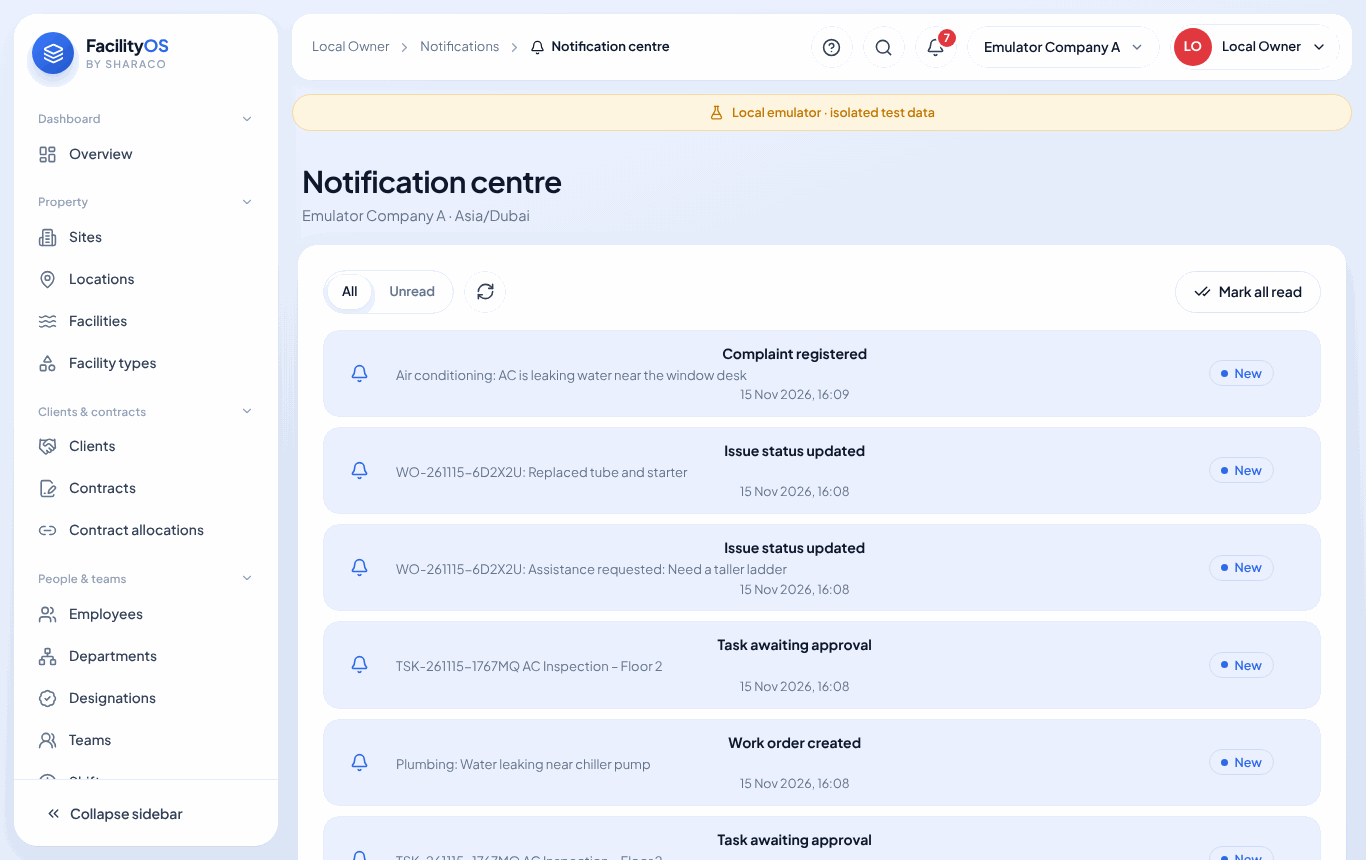 FacilityOS
BY SHARACO
Dashboard
Overview
Property
Sites
Locations
Facilities
Facility types
Clients & contracts
Clients
Contracts
Contract allocations
People & teams
Employees
Departments
Designations
Teams
Collapse sidebar
Local Owner
Notifications
Notification centre
7
Emulator Company A
LO
Local Owner
Local emulator · isolated test data
Notification centre
Emulator Company A · Asia/Dubai
All
Unread
Mark all read
Complaint registered
Air conditioning: AC is leaking water near the window desk
15 Nov 2026, 16:09
New
Issue status updated
WO-261115-6D2X2U: Replaced tube and starter
15 Nov 2026, 16:08
New
Issue status updated
WO-261115-6D2X2U: Assistance requested: Need a taller ladder
15 Nov 2026, 16:08
New
Task awaiting approval
TSK-261115-1767MQ AC Inspection – Floor 2
15 Nov 2026, 16:08
New
Work order created
Plumbing: Water leaking near chiller pump
15 Nov 2026, 16:08
New
Task awaiting approval
New